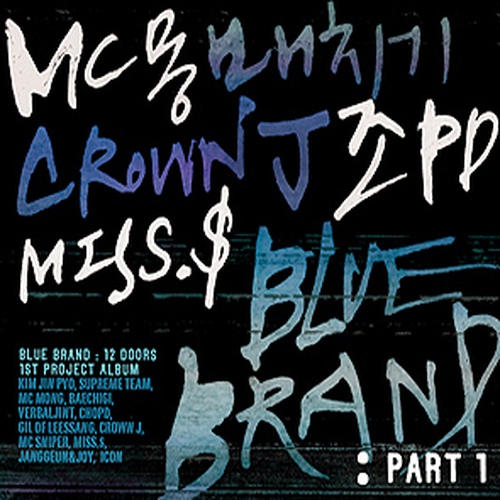 MC몽 배치기
CROWN J 조PD
MISS.$ BLUE
BRAND
BLUE BRAND : 12 DOORS
1ST PROJECT ALBUM
KIM JIN PYO, SUPREME TEAM,
MC MONG, BAECHIGI,
VERBALJINT, CHOPD,
GIL OF LEESSANG, CROWN J,
MC SNIPER, MISS.S,
JANGGEUN&JOY, ICON
: PART 1